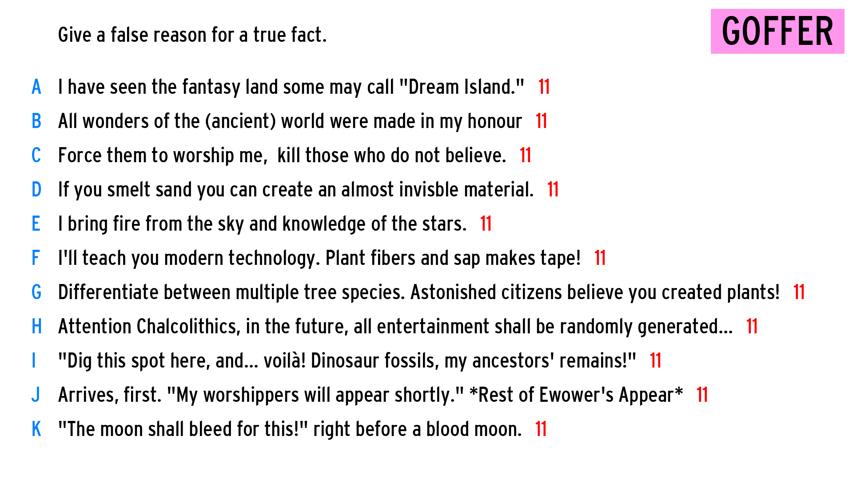 Give a false reason for a true fact.
GOFFER
A I have seen the fantasy land some may call "Dream Island." 11
B All wonders of the (ancient) world were made in my honour 11
C Force them to worship me,  kill those who do not believe. 11
D If you smelt sand you can create an almost invisble material. 11
E I bring fire from the sky and knowledge of the stars. 11
F I'll teach you modern technology. Plant fibers and sap makes tape! 11
G Differentiate between multiple tree species. Astonished citizens believe you created plants! 11
H Attention Chalcolithics, in the future, all entertainment shall be randomly generated... 11
I "Dig this spot here, and... voilà! Dinosaur fossils, my ancestors' remains!" 11
J Arrives, first. "My worshippers will appear shortly." *Rest of Ewower's Appear* 11
K "The moon shall bleed for this!" right before a blood moon. 11